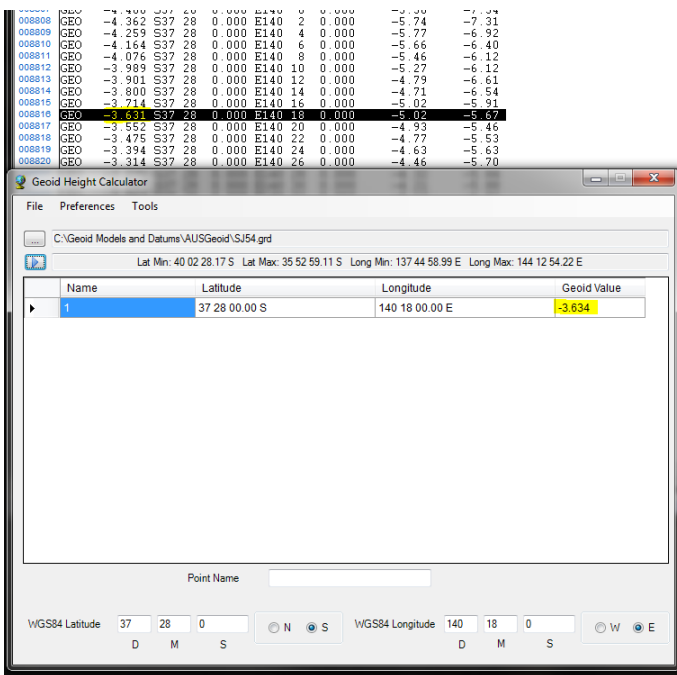 008808 GEO -4.362 S37 28 0.000 E140 2 0.000 -5.74 -7.31
008809 GEO -4.259 S37 28 0.000 E140 4 0.000 -5.77 -6.92
008810 GEO -4.164 S37 28 0.000 E140 6 0.000 -5.66 -6.40
008811 GEO -4.076 S37 28 0.000 E140 8 0.000 -5.46 -6.12
008812 GEO -3.989 S37 28 0.000 E140 10 0.000 -5.27 -6.12
008813 GEO -3.901 S37 28 0.000 E140 12 0.000 -4.79 -6.61
008814 GEO -3.800 S37 28 0.000 E140 14 0.000 -4.71 -6.54
008815 GEO -3.714 S37 28 0.000 E140 16 0.000 -5.02 -5.91
008816 GEO -3.631 S37 28 0.000 E140 18 0.000 -5.02 -5.67
008817 GEO -3.552 S37 28 0.000 E140 20 0.000 -4.93 -5.46
008818 GEO -3.475 S37 28 0.000 E140 22 0.000 -4.77 -5.53
008819 GEO -3.394 S37 28 0.000 E140 24 0.000 -4.63 -5.63
008820 GEO -3.314 S37 28 0.000 E140 26 0.000 -4.46 -5.70
Geoid Height Calculator
File Preferences Tools
... C:\Geoid Models and Datums\AUSGeoid\SJ54.grd
Lat Min: 40 02 28.17 S Lat Max: 35 52 59.11 S Long Min: 137 44 58.99 E Long Max: 144 12 54.22 E
Name Latitude Longitude Geoid Value
1 37 28 00.00 S 140 18 00.00 E -3.634
Point Name
WGS84 Latitude 37 28 0 N S WGS84 Longitude 140 18 0 W E
D M S D M S